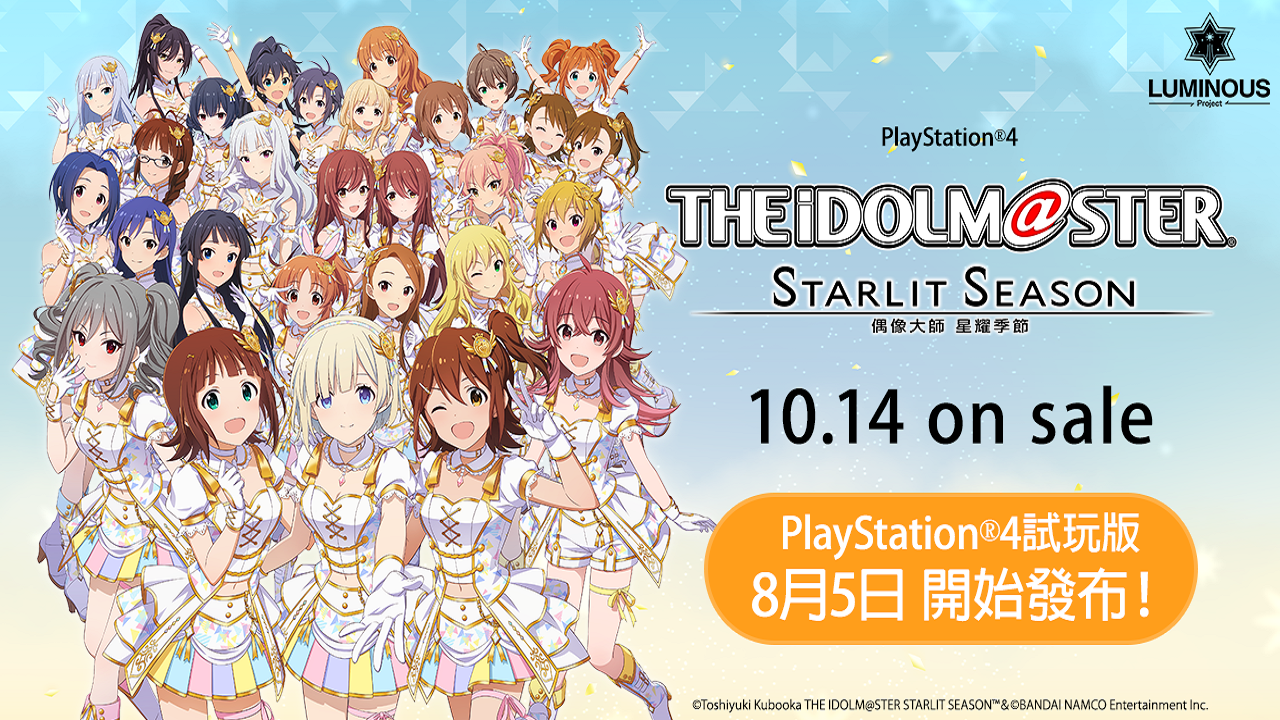 LUMINOUS
Project
PlayStation®4
THE iDOLM@STER®
STARLIT SEASON
偶像大師 星耀季節
10.14 on sale
PlayStation®4試玩版
8月5日 開始發布！
©Toshiyuki Kubooka THE IDOLM@STER STARLIT SEASON™&©BANDAI NAMCO Entertainment Inc.